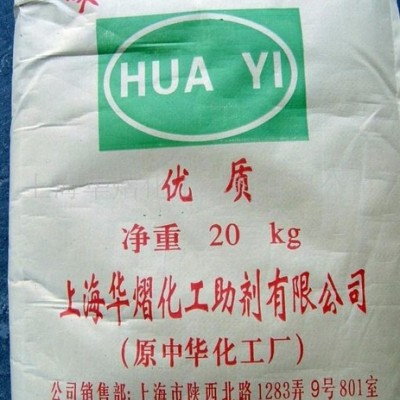 HUA YI
优质
净重 20 kg
上海华熠化工助剂有限公司
(原中华化工厂)
公司销售部:上海市陕西北路1283弄9号801室